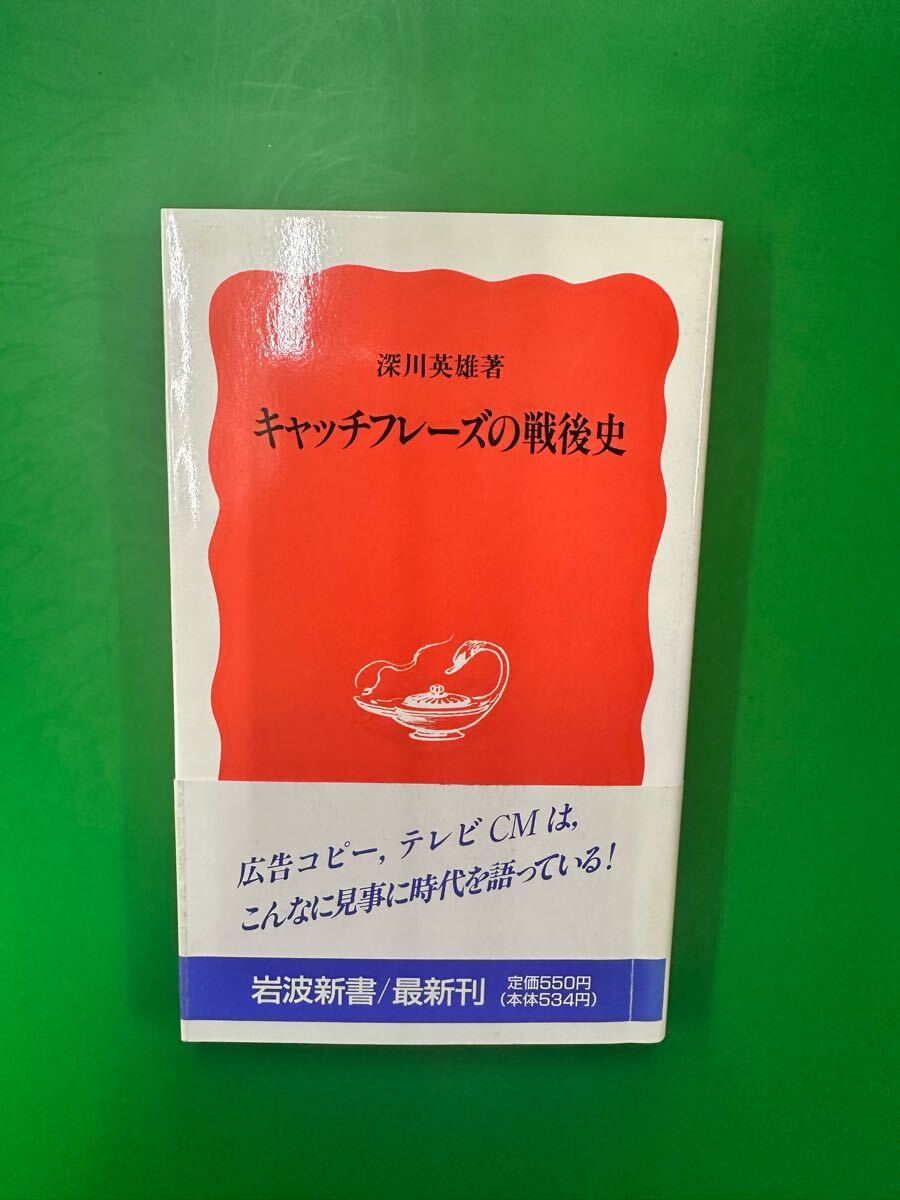 深川英雄著
キャッチフレーズの戦後史
広告コピー, テレビCMは,
こんなに見事に時代を語っている!
岩波新書/最新刊
定価550円
(本体534円)